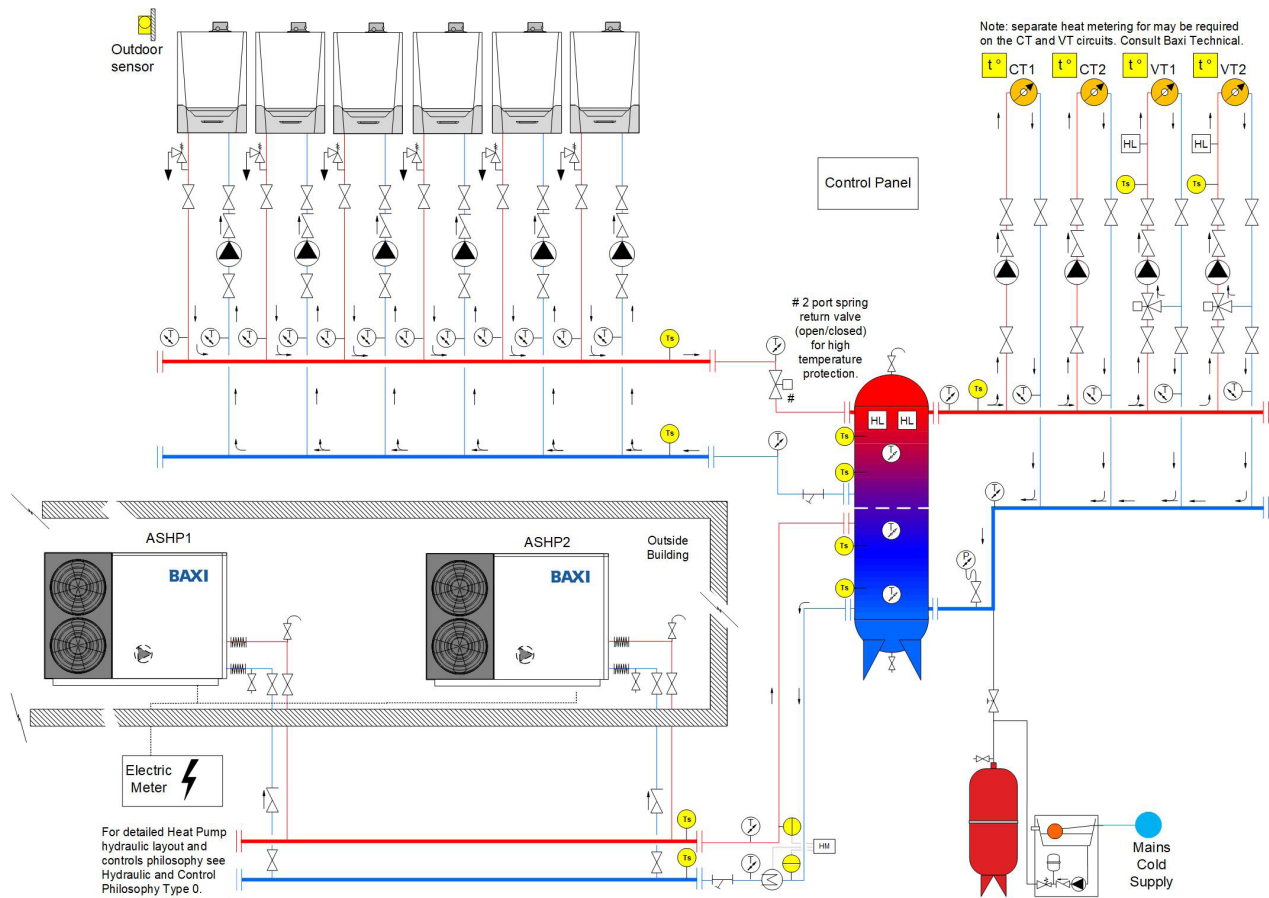 Outdoor
sensor
Note: separate heat metering for may be required
on the CT and VT circuits. Consult Baxi Technical.
t° CT1
t° CT2
t° VT1
t° VT2
HL
HL
Ts
Ts
Control Panel
# 2 port spring
return valve
(open/closed)
for high
temperature
protection.
T T T T T T T T T T T T
Ts
T
#
HL HL
T
Ts
T T T T
Ts
T
Ts
T
Ts
T
T
Ts
T
Ts
P
ASHP1
BAXI
ASHP2
BAXI
Outside
Building
Electric
Meter
For detailed Heat Pump
hydraulic layout and
controls philosophy see
Hydraulic and Control
Philosophy Type 0.
Ts
T
HM
Ts
T
Mains
Cold
Supply